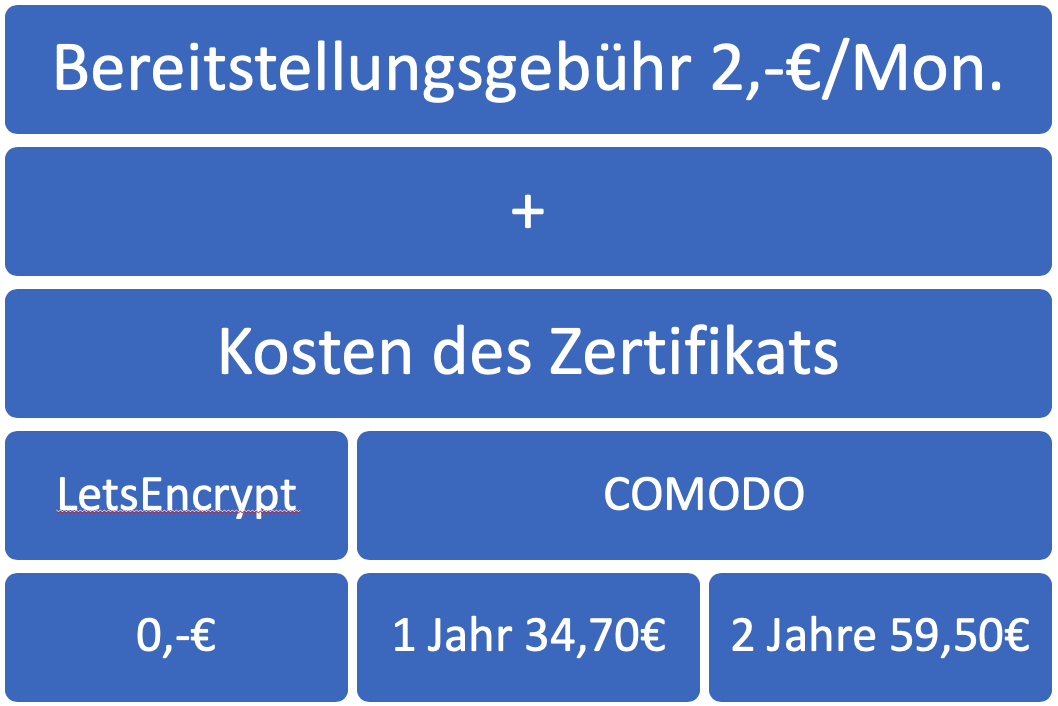 Bereitstellungsgebühr 2,-€/Mon.
+
Kosten des Zertifikats
LetsEncrypt
COMODO
0,-€
1 Jahr 34,70€
2 Jahre 59,50€